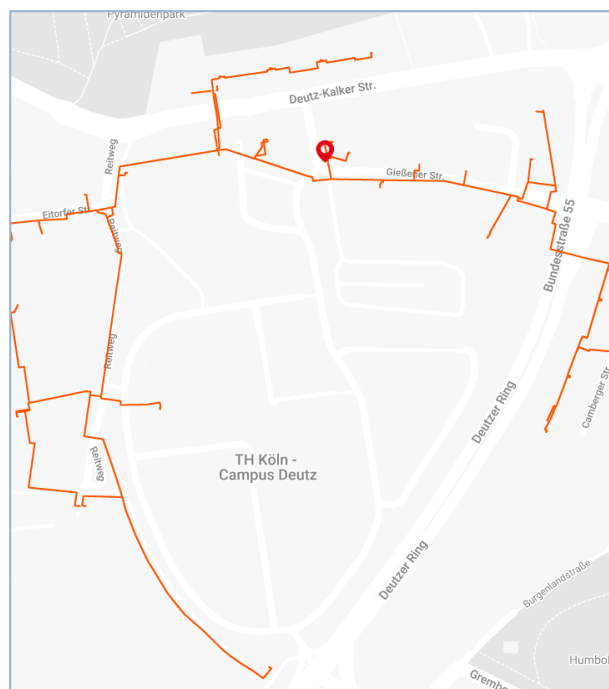 Pyramidenpark
Deutz-Kalker Str.
Reitweg
Gießener Str.
Eitorfer Str.
Reitweg
Bundesstraße 55
Reitweg
Camberger Str.
Deutzer Ring
Reitweg
TH Köln -
Campus Deutz
Deutzer Ring
Burgenlandstraße
Humbol
Grembe